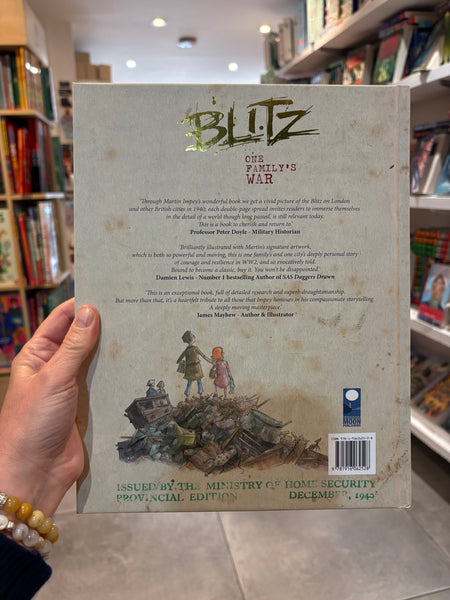 BLITZ
ONE
FAMILY'S
WAR
'Through Martin Impey's wonderful book we get a vivid picture of the Blitz on London
and other British cities in 1940; each double-page spread invites readers to immerse themselves
in the detail of a world though long passed, is still relevant today.
This is a book to cherish and return to.'
Professor Peter Doyle - Military Historian
'Brilliantly illustrated with Martin's signature artwork,
which is both so powerful and moving, this is one family's and one city's deeply personal story
of courage and resilience in WW2, and so evocatively told.
Bound to become a classic, buy it. You won't be disappointed.'
Damien Lewis - Number 1 bestselling Author of SAS Daggers Drawn
'This is an exceptional book, full of detailed research and superb draughtsmanship.
But more than that, it's a heartfelt tribute to all those that Impey honours in his compassionate storytelling.
A deeply moving masterpiece.'
James Mayhew - Author & Illustrator
MOON
ISSUED BY THE MINISTRY OF HOME SECURITY
PROVINCIAL EDITION DECEMBER, 1940